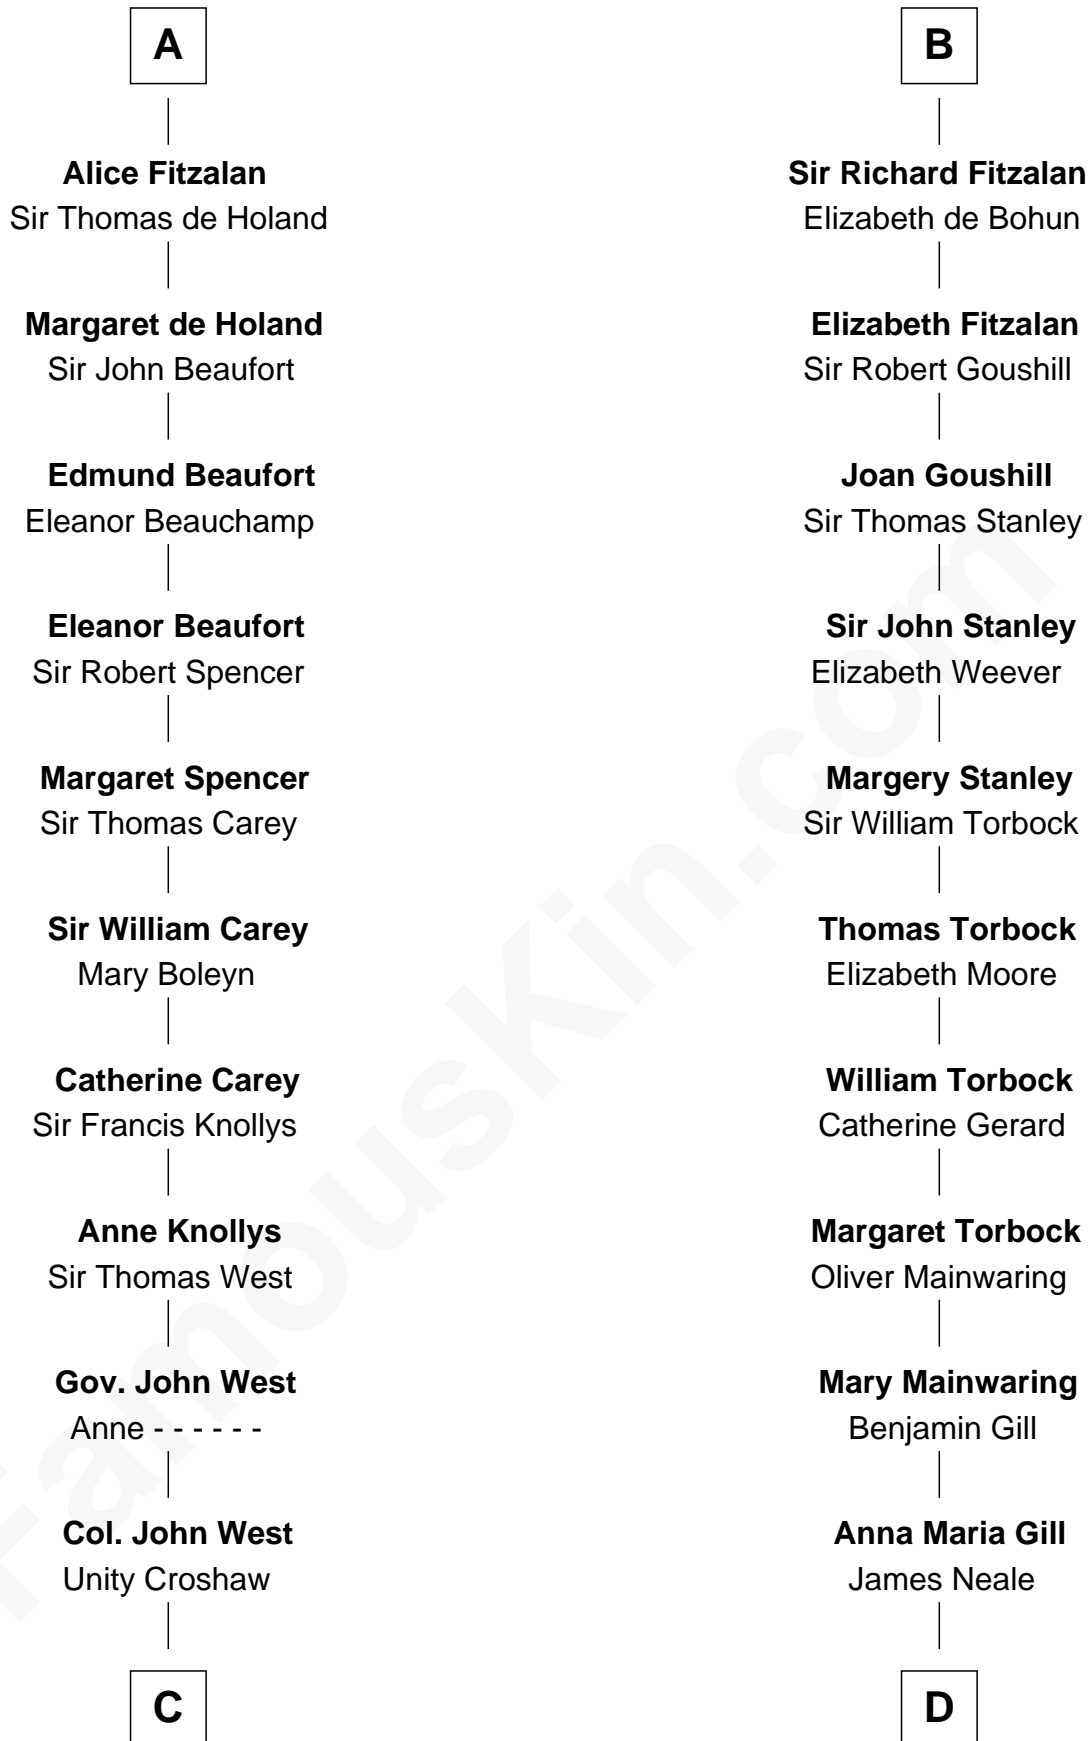 A
Alice Fitzalan
Sir Thomas de Holand
Margaret de Holand
Sir John Beaufort
Edmund Beaufort
Eleanor Beauchamp
Eleanor Beaufort
Sir Robert Spencer
Margaret Spencer
Sir Thomas Carey
Sir William Carey
Mary Boleyn
Catherine Carey
Sir Francis Knollys
Anne Knollys
Sir Thomas West
Gov. John West
Anne - - - - - -
Col. John West
Unity Croshaw
C
B
Sir Richard Fitzalan
Elizabeth de Bohun
Elizabeth Fitzalan
Sir Robert Goushill
Joan Goushill
Sir Thomas Stanley
Sir John Stanley
Elizabeth Weever
Margery Stanley
Sir William Torbock
Thomas Torbock
Elizabeth Moore
William Torbock
Catherine Gerard
Margaret Torbock
Oliver Mainwaring
Mary Mainwaring
Benjamin Gill
Anna Maria Gill
James Neale
D
FamousKin.com